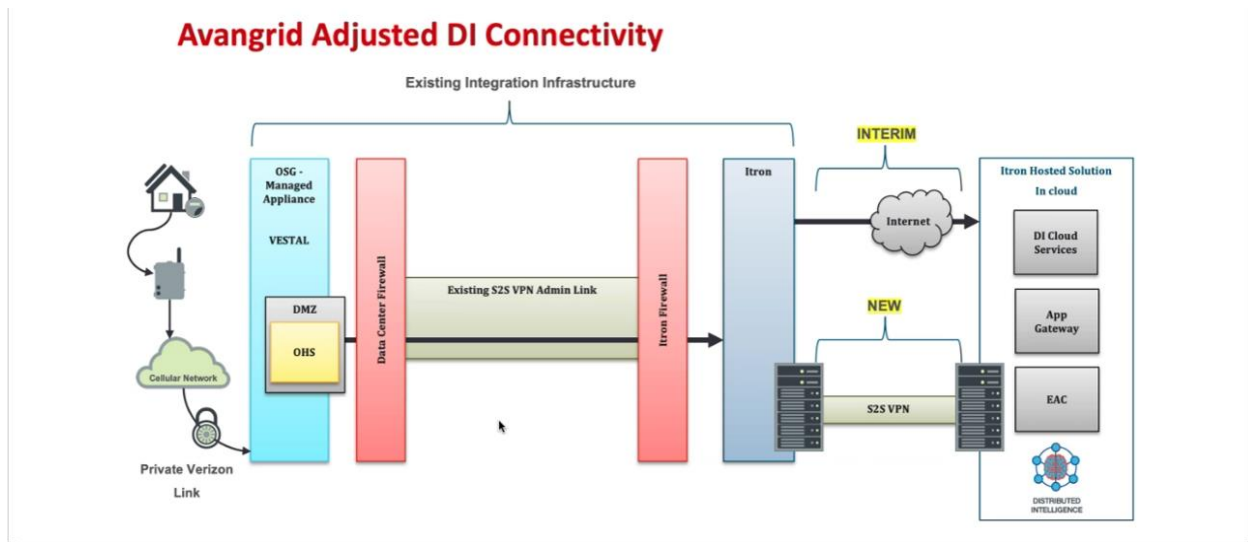 Avangrid Adjusted DI Connectivity
Existing Integration Infrastructure
OSG -
Managed
Appliance
VESTAL
DMZ
OHS
Data Center Firewall
Existing S2S VPN Admin Link
Itron Firewall
Itron
INTERIM
Internet
NEW
S2S VPN
Itron Hosted Solution
In cloud
DI Cloud
Services
App
Gateway
EAC
DISTRIBUTED
INTELLIGENCE
Cellular Network
Private Verizon
Link